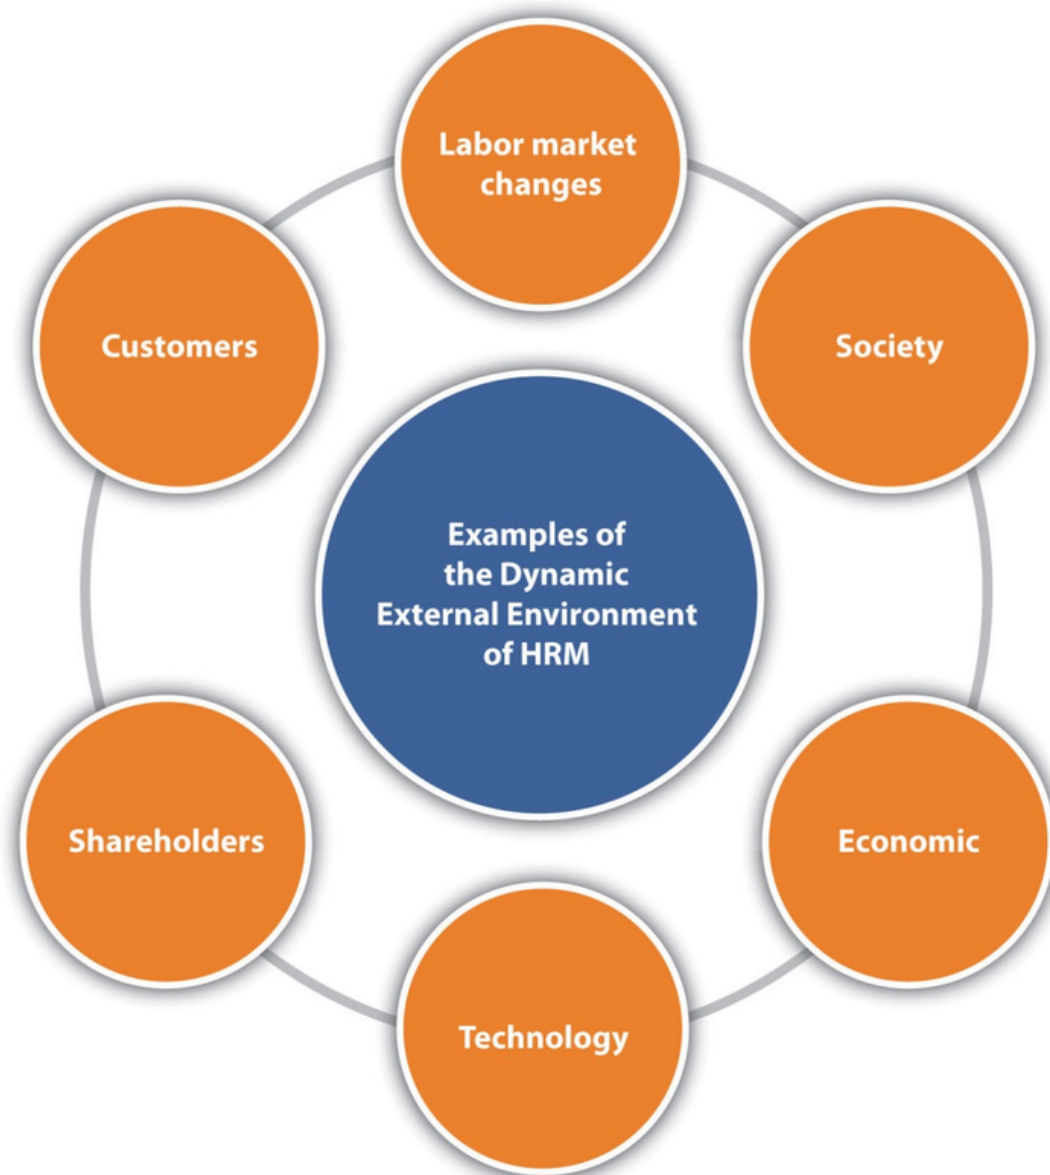 Labor market
changes
Customers
Society
Examples of
the Dynamic
External Environment
of HRM
Shareholders
Economic
Technology